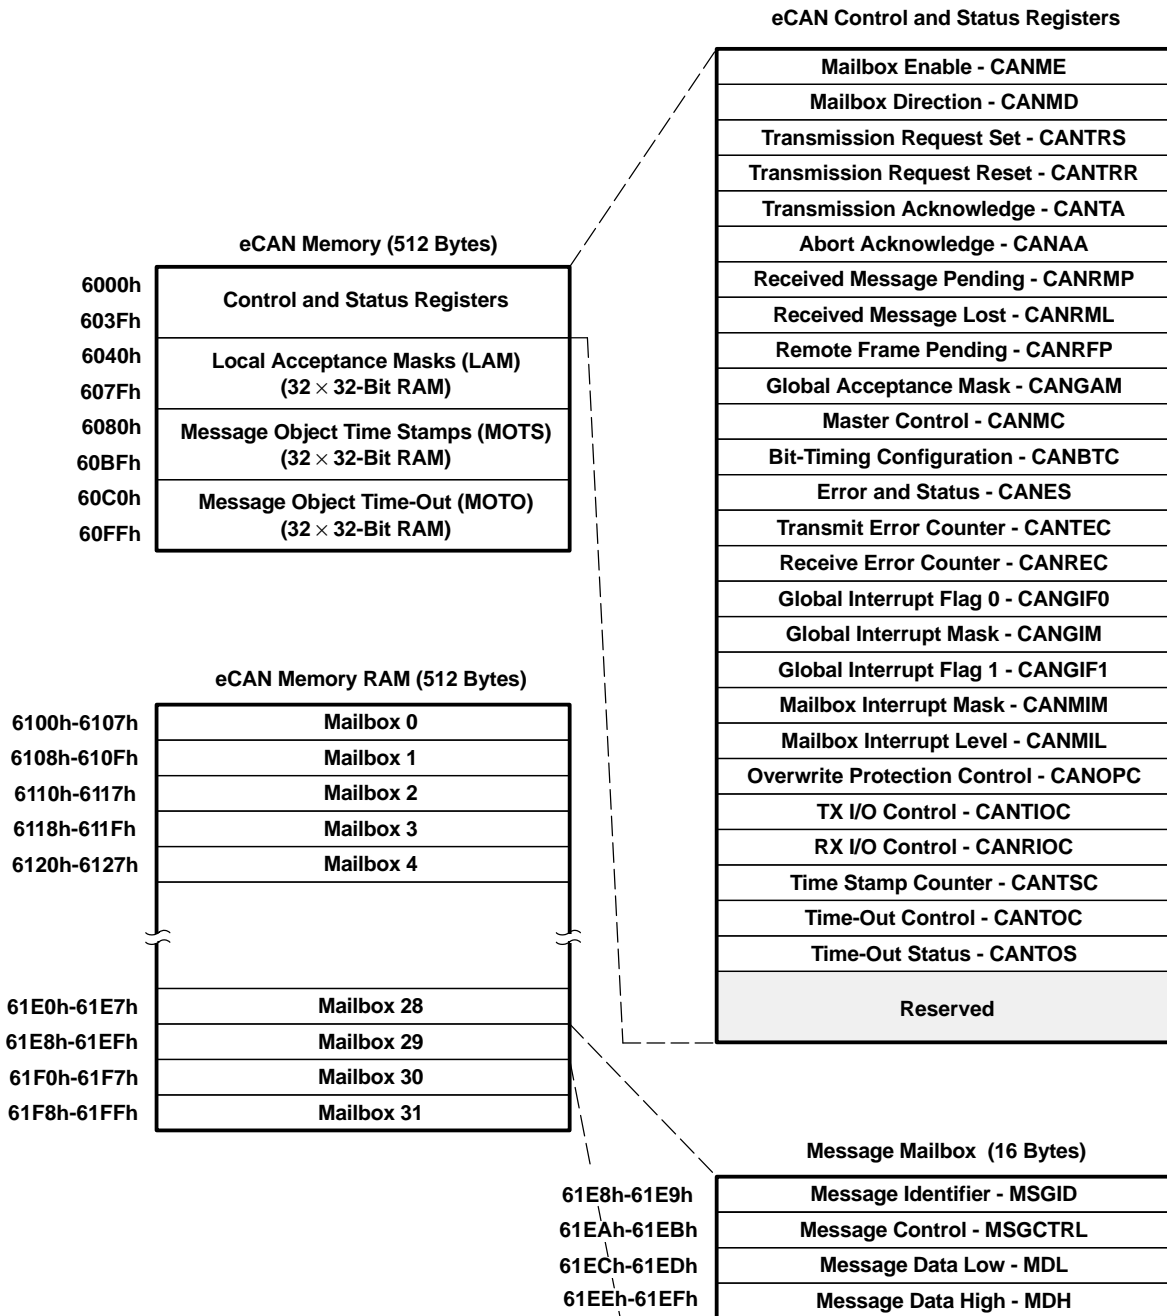 eCAN Control and Status Registers
Mailbox Enable - CANME
Mailbox Direction - CANMD
Transmission Request Set - CANTRS
Transmission Request Reset - CANTRR
Transmission Acknowledge - CANTA
Abort Acknowledge - CANAA
Received Message Pending - CANRMP
Received Message Lost - CANRML
Remote Frame Pending - CANRFP
Global Acceptance Mask - CANGAM
Master Control - CANMC
Bit-Timing Configuration - CANBTC
Error and Status - CANES
Transmit Error Counter - CANTEC
Receive Error Counter - CANREC
Global Interrupt Flag 0 - CANGIF0
Global Interrupt Mask - CANGIM
Global Interrupt Flag 1 - CANGIF1
Mailbox Interrupt Mask - CANMIM
Mailbox Interrupt Level - CANMIL
Overwrite Protection Control - CANOPC
TX I/O Control - CANTIOC
RX I/O Control - CANRIOC
Time Stamp Counter - CANTSC
Time-Out Control - CANTOC
Time-Out Status - CANTOS
Reserved
eCAN Memory (512 Bytes)
6000h
603Fh
Control and Status Registers
6040h
607Fh
Local Acceptance Masks (LAM)
(32 × 32-Bit RAM)
6080h
60BFh
Message Object Time Stamps (MOTS)
(32 × 32-Bit RAM)
60C0h
60FFh
Message Object Time-Out (MOTO)
(32 × 32-Bit RAM)
eCAN Memory RAM (512 Bytes)
6100h-6107h Mailbox 0
6108h-610Fh Mailbox 1
6110h-6117h Mailbox 2
6118h-611Fh Mailbox 3
6120h-6127h Mailbox 4
61E0h-61E7h Mailbox 28
61E8h-61EFh Mailbox 29
61F0h-61F7h Mailbox 30
61F8h-61FFh Mailbox 31
Message Mailbox (16 Bytes)
61E8h-61E9h Message Identifier - MSGID
61EAh-61EBh Message Control - MSGCTRL
61ECh-61EDh Message Data Low - MDL
61EEh-61EFh Message Data High - MDH